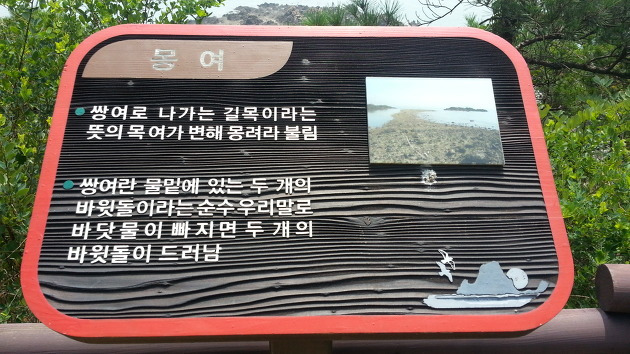 몽여
쌍여로 나가는 길목이라는
뜻의 목여가 변해 몽려라 불림
쌍여란 물밑에 있는 두 개의
바윗돌이라는순수우리말로
바닷물이 빠지면 두 개의
바윗돌이 드러남